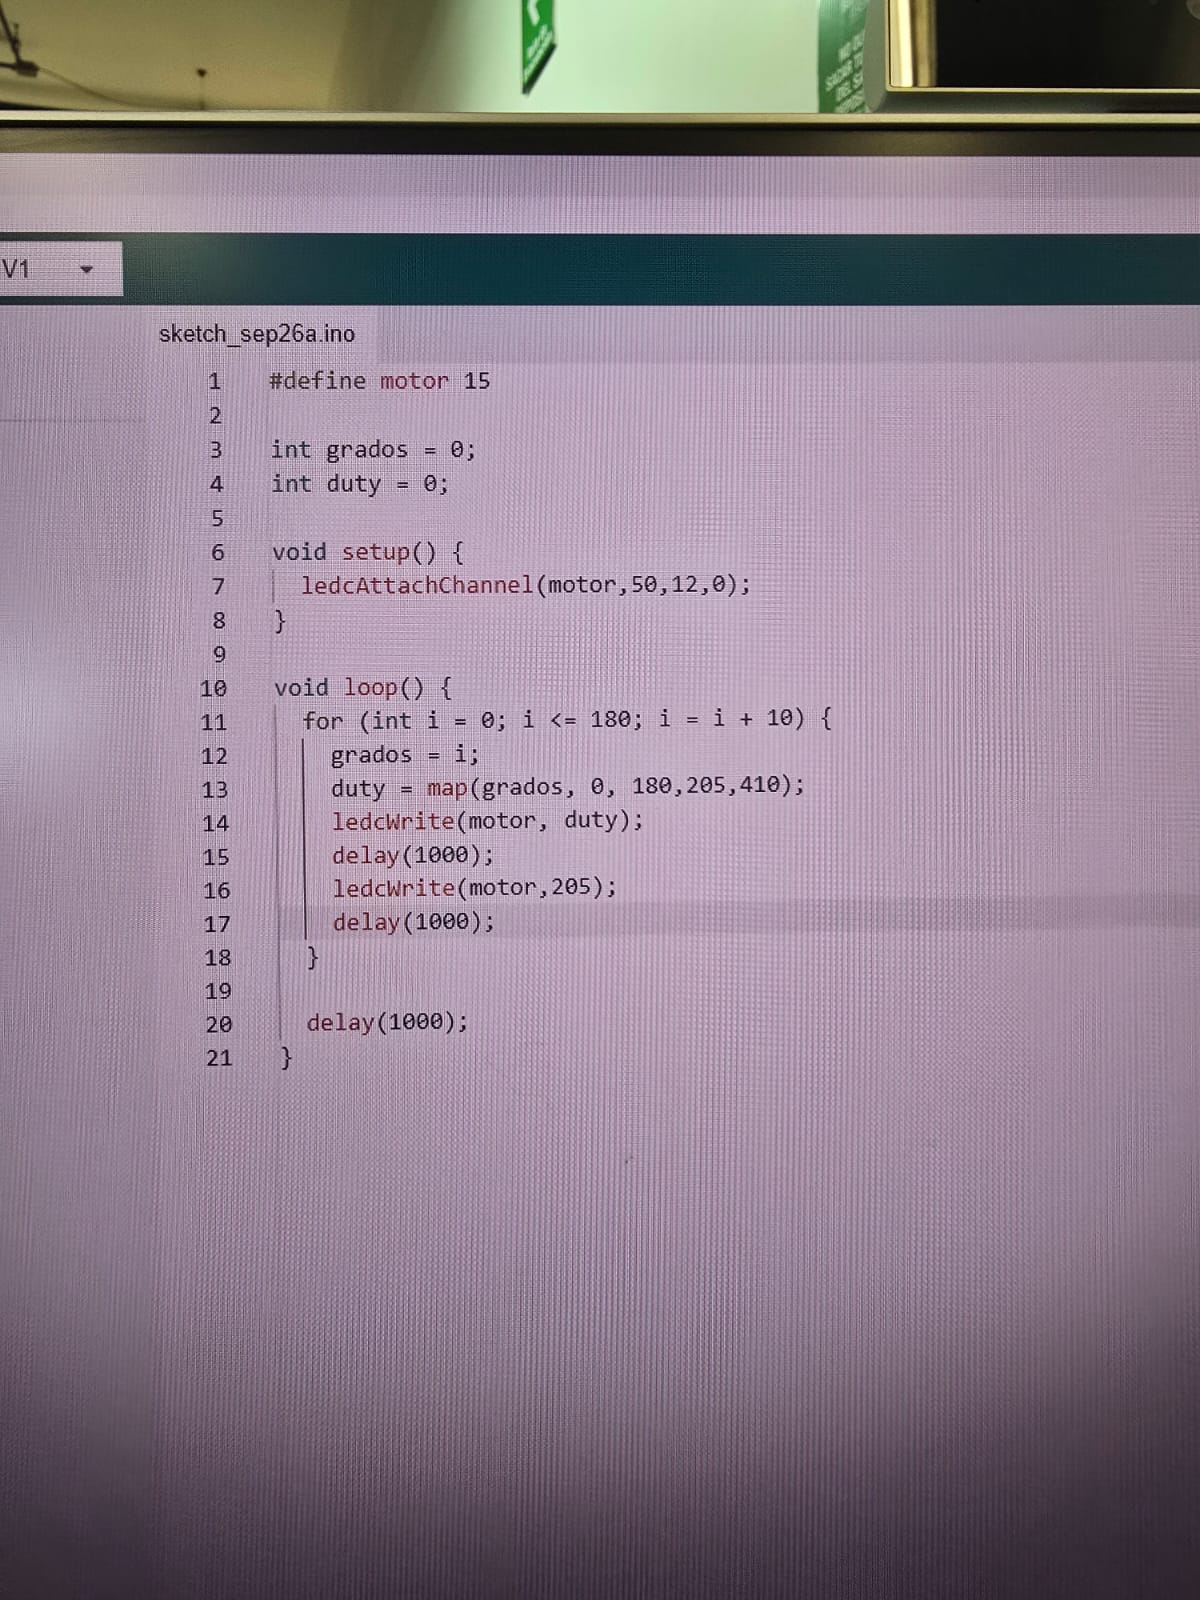 V1
sketch_sep26a.ino
1 #define motor 15
2
3 int grados = 0;
4 int duty = 0;
5
6 void setup() {
7 ledcAttachChannel(motor,50,12,0);
8 }
9
10 void loop() {
11 for (int i = 0; i <= 180; i = i + 10) {
12 grados = i;
13 duty = map(grados, 0, 180,205,410);
14 ledcWrite(motor, duty);
15 delay(1000);
16 ledcWrite(motor,205);
17 delay(1000);
18 }
19
20 delay(1000);
21 }